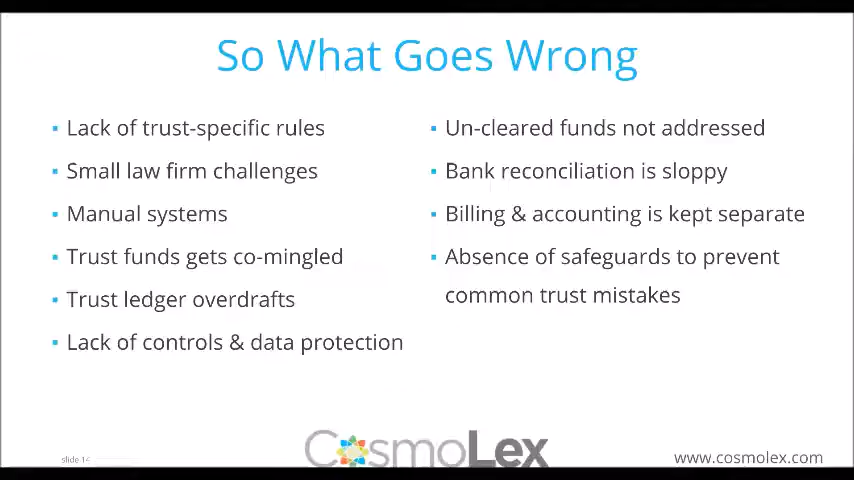 So What Goes Wrong
Lack of trust-specific rules
Small law firm challenges
Manual systems
Trust funds gets co-mingled
Trust ledger overdrafts
Lack of controls & data protection
Un-cleared funds not addressed
Bank reconciliation is sloppy
Billing & accounting is kept separate
Absence of safeguards to prevent
common trust mistakes
slide 14
CosmoLex
www.cosmolex.com